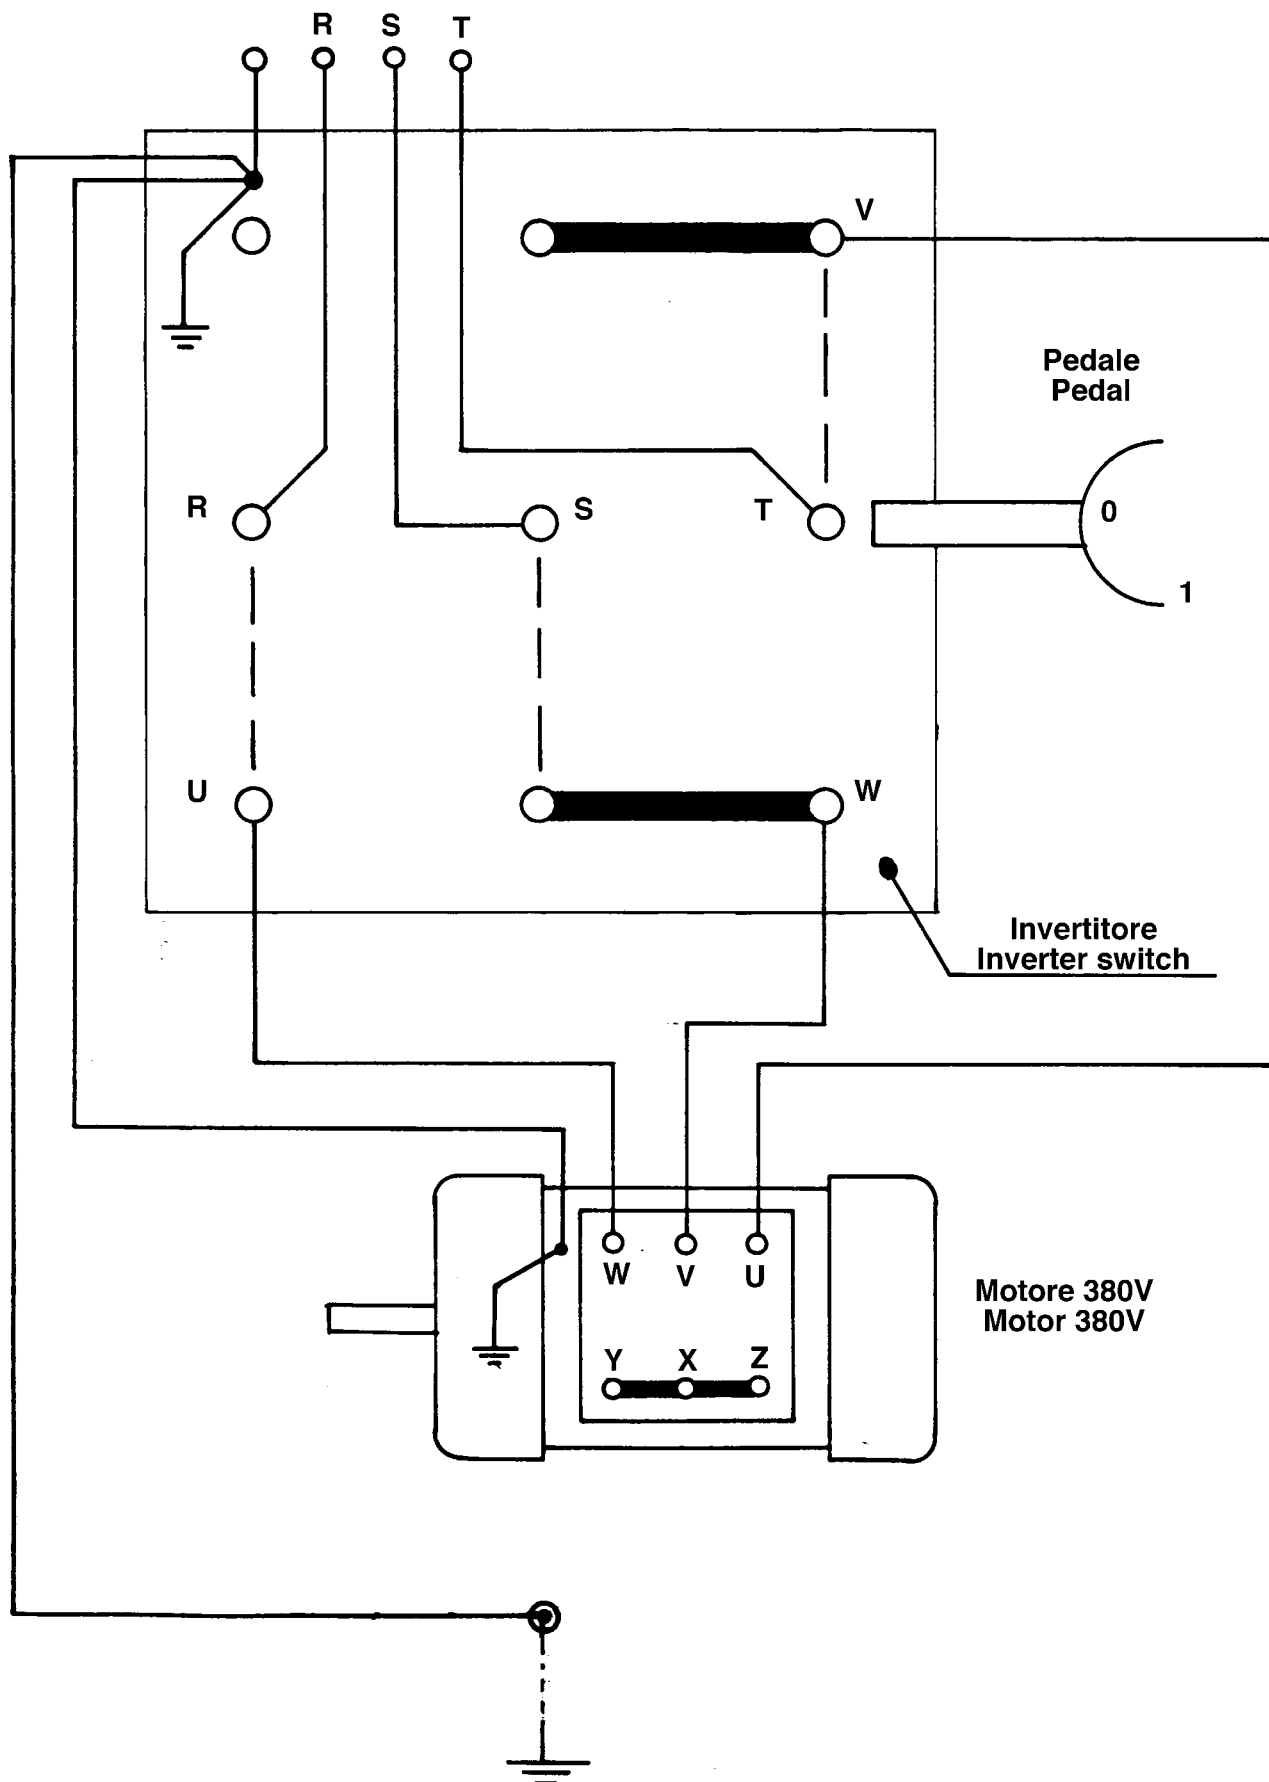 R S T
V
Pedale
Pedal
R S T 0
1
U W
Invertitore
Inverter switch
W V U
Motore 380V
Motor 380V
Y X Z